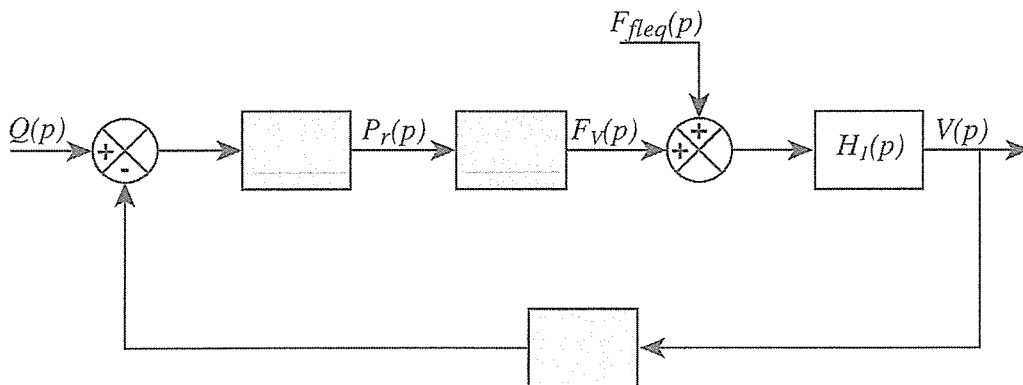 F_fleq(p)
Q(p)
+
-
P_r(p)
F_V(p)
+
+
H_1(p)
V(p)